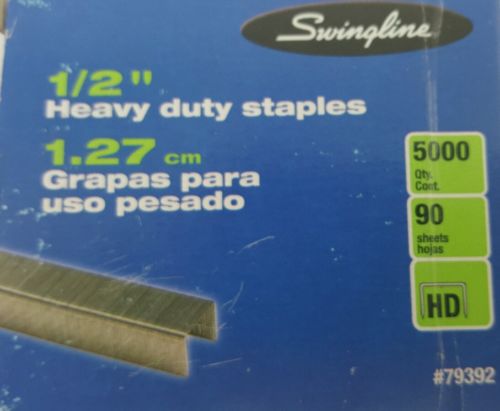 Swingline
1/2"
Heavy duty staples
1.27 cm
Grapas para
uso pesado
5000
Qty.
Cont.
90
sheets
hojas
HD
#79392